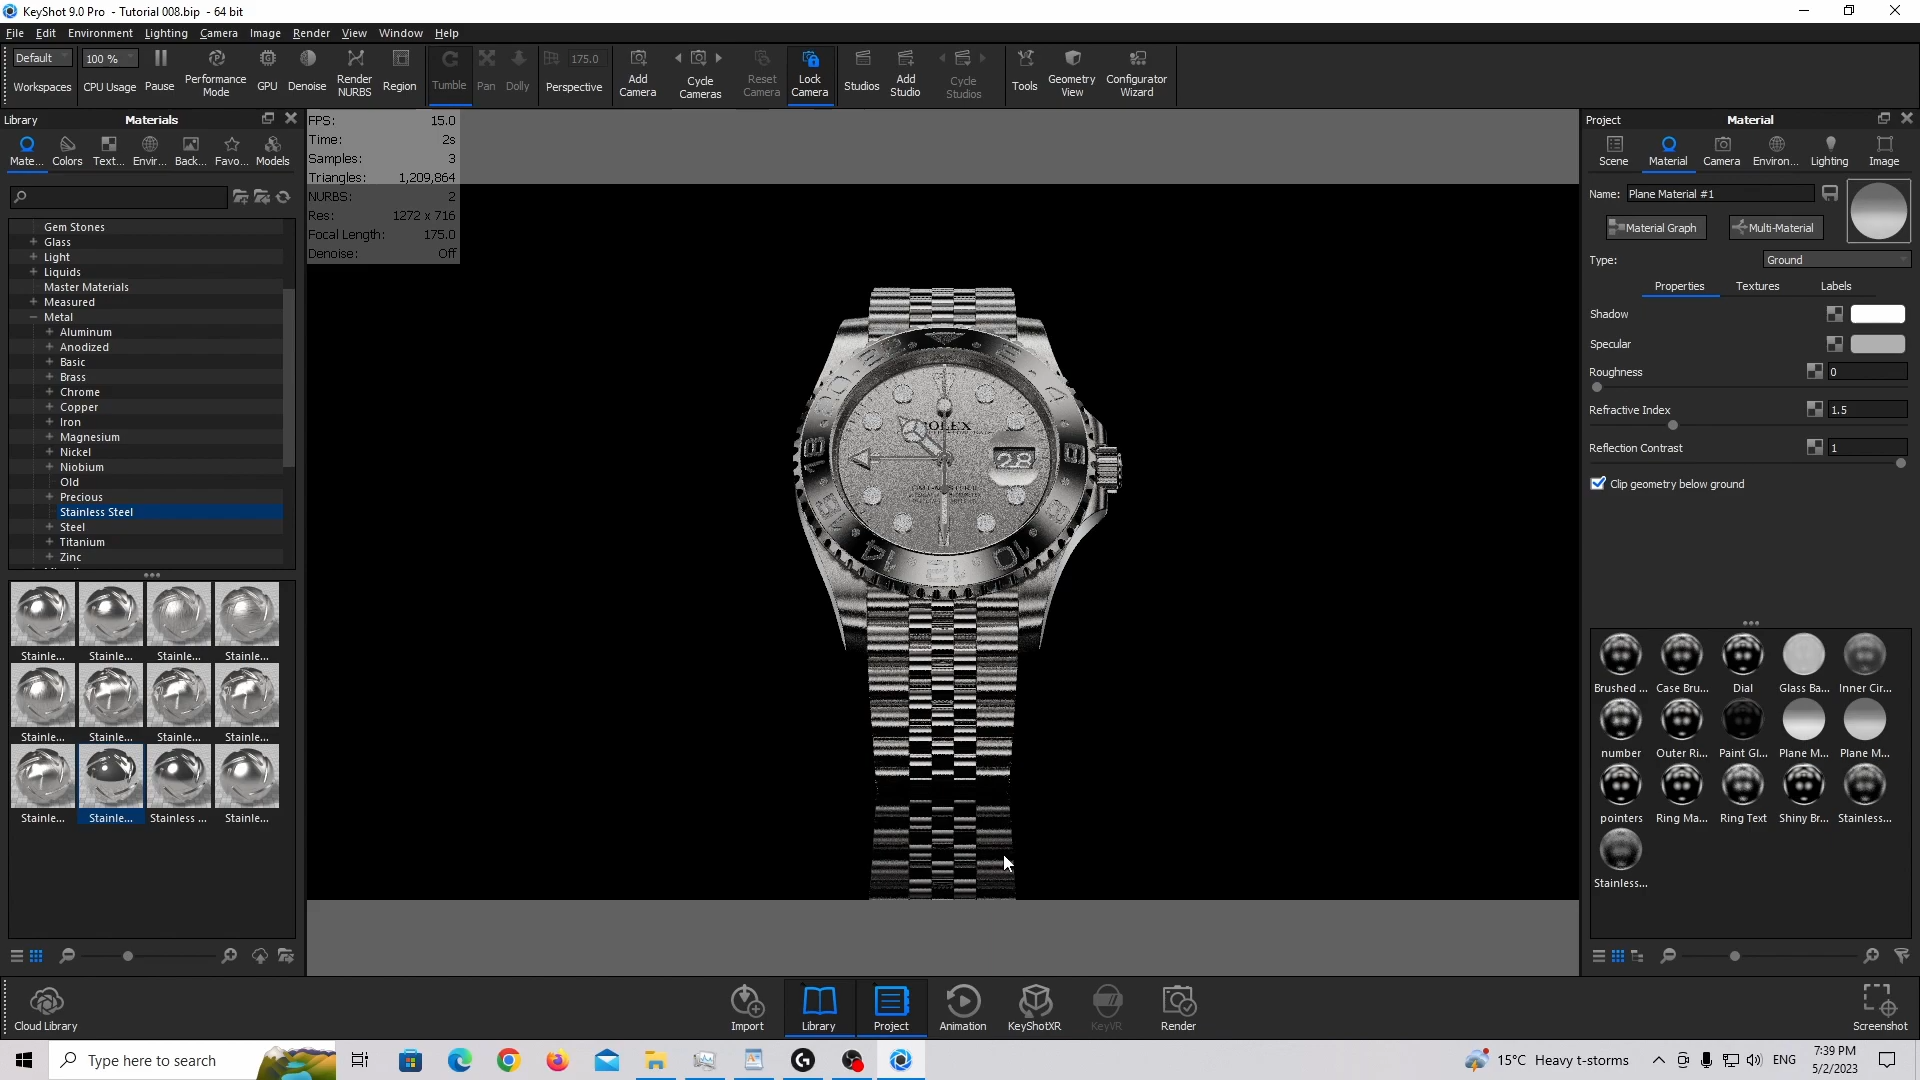 KeyShot 9.0 Pro - Tutorial 008.bip - 64 bit
File Edit Environment Lighting Camera Image Render View Window Help
Default
Workspaces
100 %
CPU Usage
Pause
Performance
Mode
GPU
Denoise
Render
NURBS
Region
Tumble
Pan
Dolly
175.0
Perspective
Add
Camera
Cycle
Cameras
Reset
Camera
Lock
Camera
Studios
Add
Studio
Cycle
Studios
Tools
Geometry
View
Configurator
Wizard
Library
Materials
Mate...
Colors
Text...
Envir...
Back...
Favo...
Models
Gem Stones
Glass
Light
Liquids
Master Materials
Measured
Metal
Aluminum
Anodized
Basic
Brass
Chrome
Copper
Iron
Magnesium
Nickel
Niobium
Old
Precious
Stainless Steel
Steel
Titanium
Zinc
Stainle... Stainle... Stainle... Stainle...
Stainle... Stainle... Stainle... Stainle...
Stainle... Stainle... Stainless ... Stainle...
FPS: 15.0
Time: 2s
Samples: 3
Triangles: 1,209,864
NURBS: 2
Res: 1272 x 716
Focal Length: 175.0
Denoise: Off
28
6
8
10
12
14
16
18
20
Project
Material
Scene
Material
Camera
Environ...
Lighting
Image
Name: Plane Material #1
Material Graph
Multi-Material
Type: Ground
Properties Textures Labels
Shadow
Specular
Roughness 0
Refractive Index 1.5
Reflection Contrast 1
Clip geometry below ground
Brushed ... Case Bru... Dial Glass Ba... Inner Cir...
number Outer Ri... Paint Gl... Plane M... Plane M...
pointers Ring Ma... Ring Text Shiny Br... Stainless...
Stainless...
Cloud Library
Import
Library
Project
Animation
KeyShotXR
KeyVR
Render
Screenshot
Type here to search
15°C Heavy t-storms
ENG
7:39 PM
5/2/2023